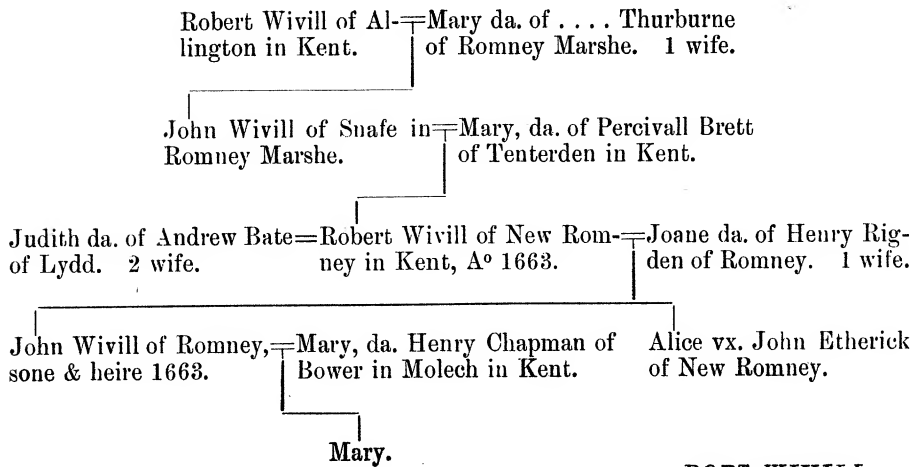 Robert Wivill of Al-
lington in Kent.
Mary da. of .... Thurburne
of Romney Marshe. 1 wife.
John Wivill of Snafe in
Romney Marshe.
Mary, da. of Percivall Brett
of Tenterden in Kent.
Judith da. of Andrew Bate
of Lydd. 2 wife.
Robert Wivill of New Rom-
ney in Kent, Aº 1663.
Joane da. of Henry Rig-
den of Romney. 1 wife.
John Wivill of Romney,
sone & heire 1663.
Mary, da. Henry Chapman of
Bower in Molech in Kent.
Alice vx. John Etherick
of New Romney.
Mary.